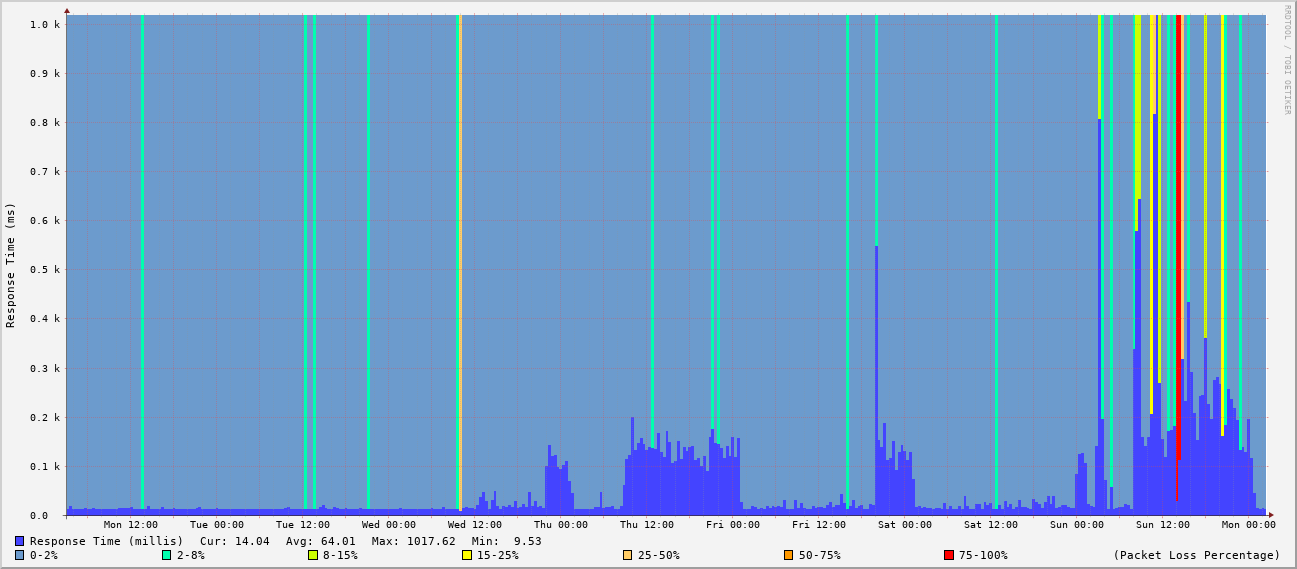 RRDTOOL / TOBI OETIKER
Response Time (ms)
1.0 k
0.9 k
0.8 k
0.7 k
0.6 k
0.5 k
0.4 k
0.3 k
0.2 k
0.1 k
0.0
Mon 12:00 Tue 00:00 Tue 12:00 Wed 00:00 Wed 12:00 Thu 00:00 Thu 12:00 Fri 00:00 Fri 12:00 Sat 00:00 Sat 12:00 Sun 00:00 Sun 12:00 Mon 00:00
Response Time (millis) Cur: 14.04 Avg: 64.01 Max: 1017.62 Min: 9.53
0-2% 2-8% 8-15% 15-25% 25-50% 50-75% 75-100% (Packet Loss Percentage)